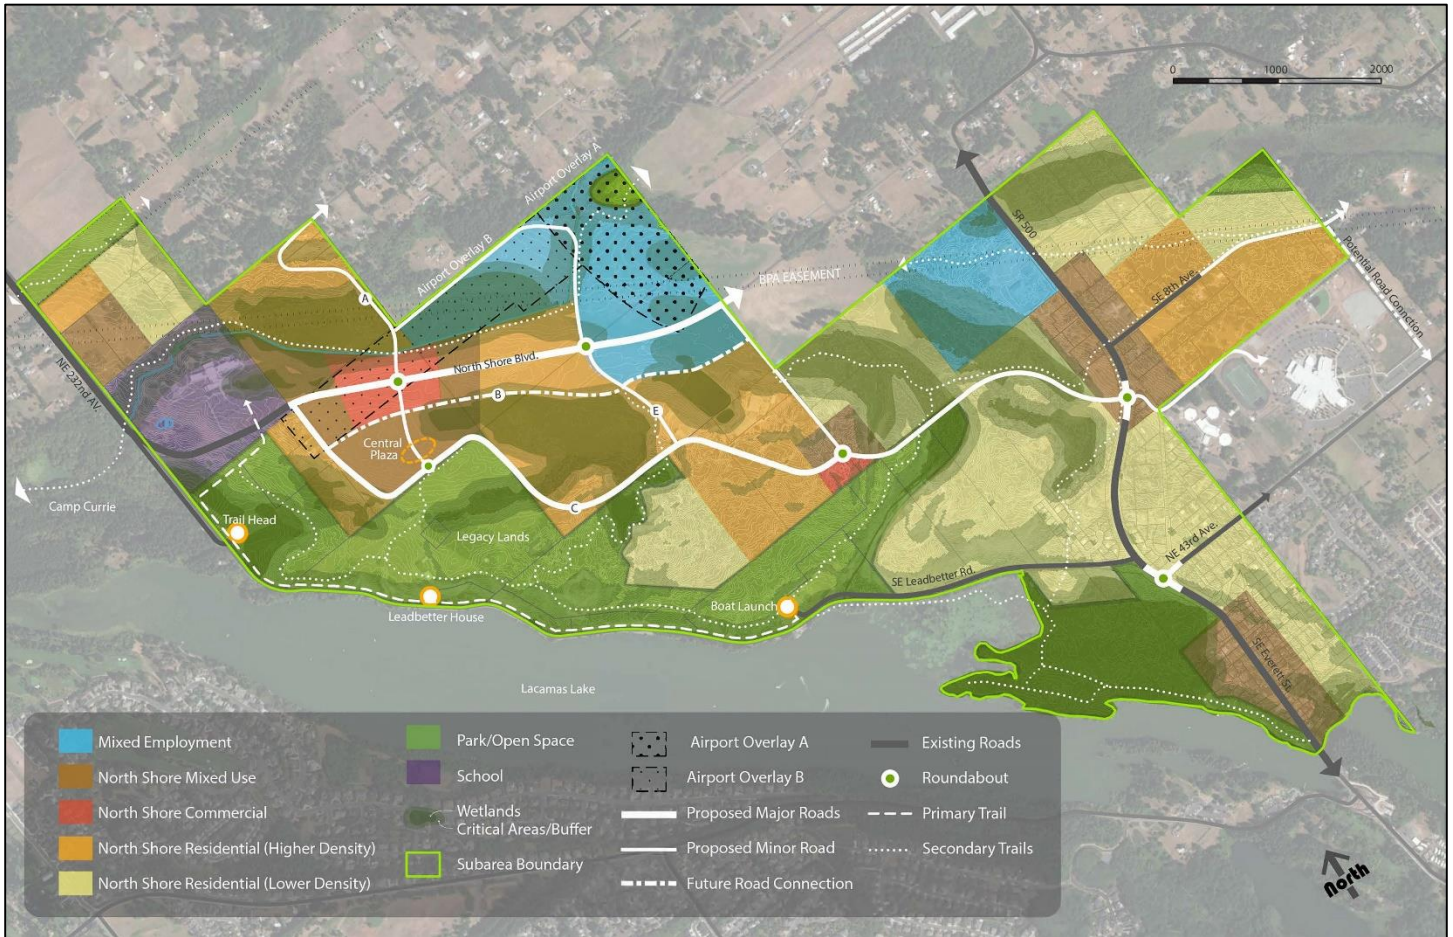 0 1000 2000
Airport Overlay A
Airport Overlay B
SR 500
BPA EASEMENT
SE 8th Ave.
Potential Road Connction
A
North Shore Blvd.
B
E
NE 232nd AV.
Central
Plaza
C
Camp Currie
Trail Head
Legacy Lands
NE 43rd Ave.
SE Leadbetter Rd.
Boat Launch
Leadbetter House
SE Everett St.
Lacamas Lake
Mixed Employment
North Shore Mixed Use
North Shore Commercial
North Shore Residential (Higher Density)
North Shore Residential (Lower Density)
Park/Open Space
School
Wetlands
Critical Areas/Buffer
Subarea Boundary
Airport Overlay A
Airport Overlay B
Proposed Major Roads
Proposed Minor Road
Future Road Connection
Existing Roads
Roundabout
Primary Trail
Secondary Trails
North